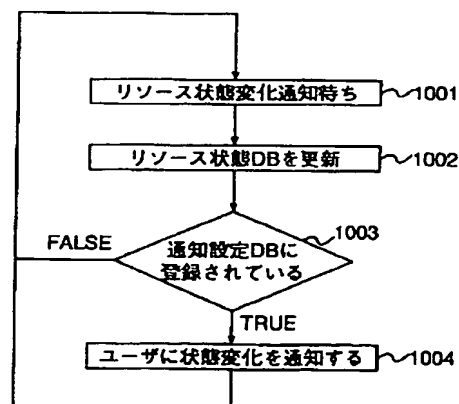 リソース状態変化通知待ち
1001
リソース状態DBを更新
1002
1003
通知設定DBに
登録されている
FALSE
TRUE
ユーザに状態変化を通知する
1004